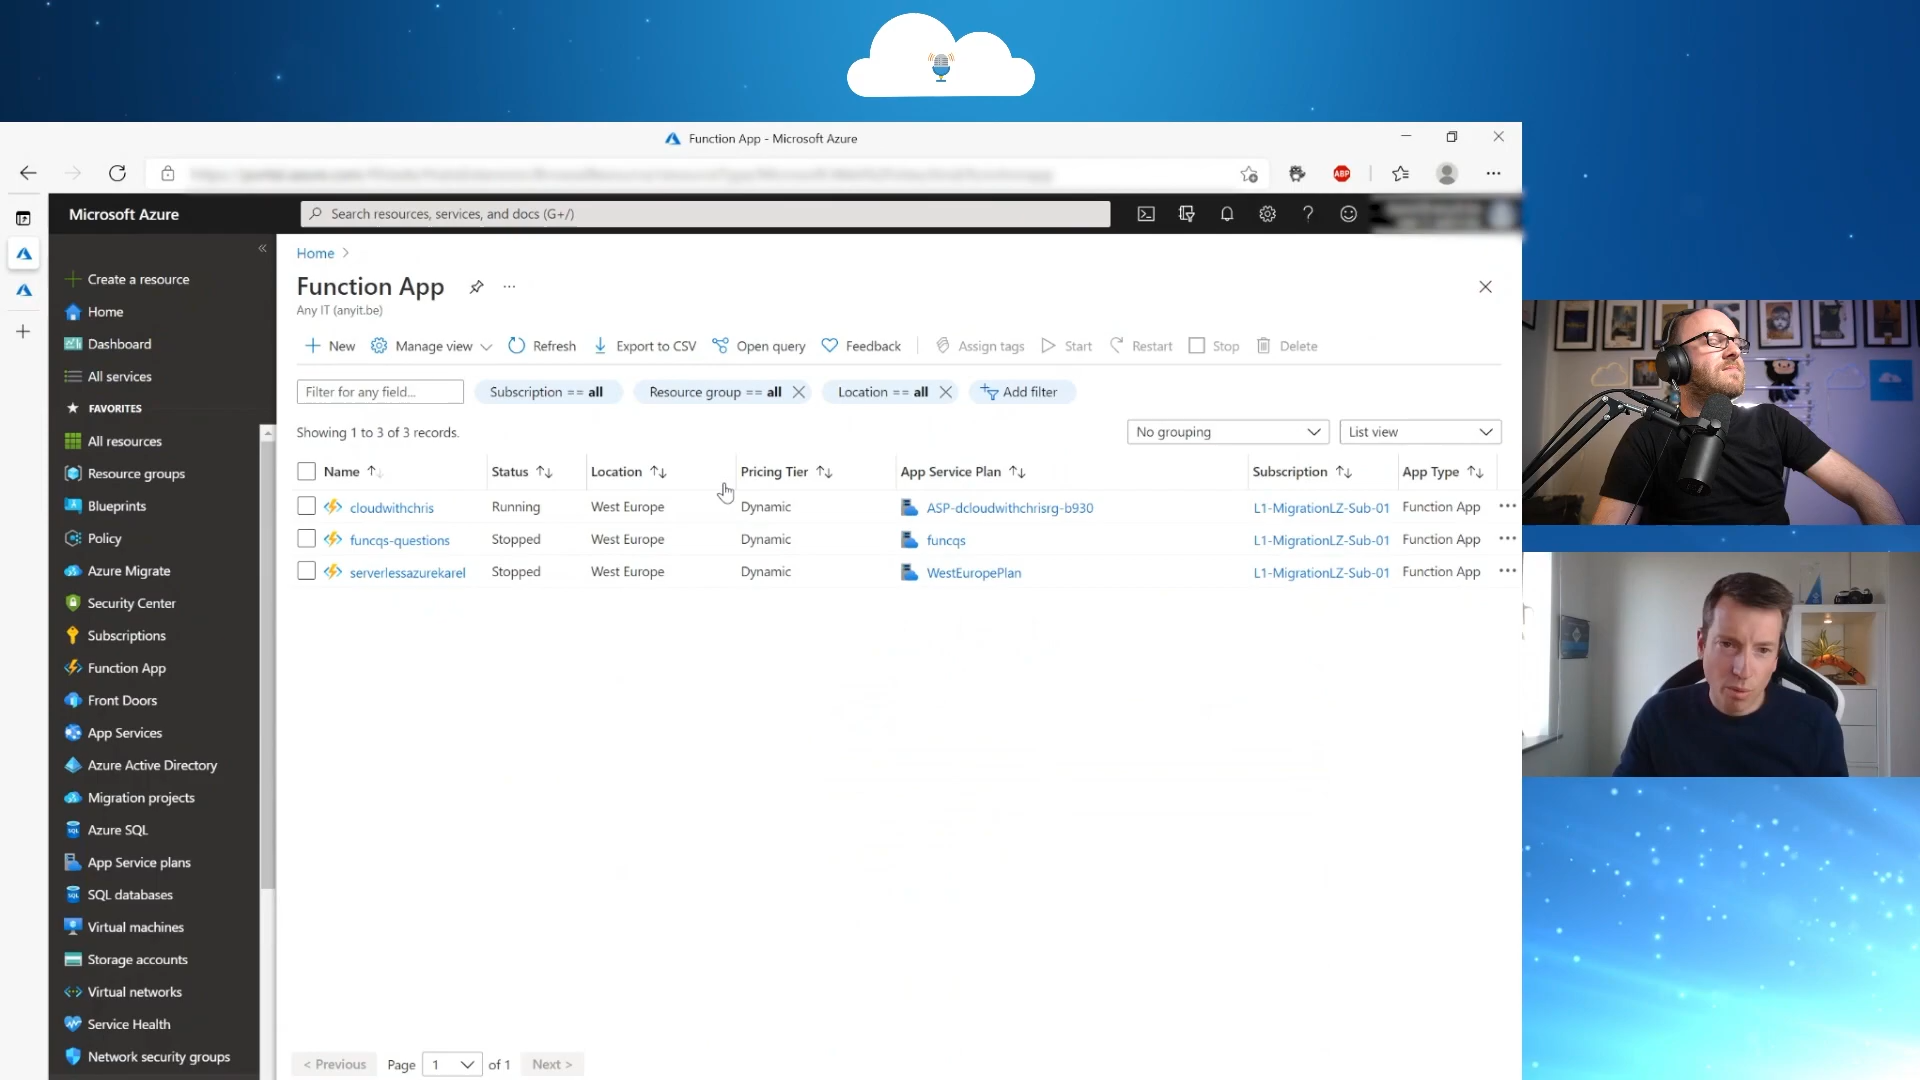 Function App - Microsoft Azure
ABP
Microsoft Azure
Search resources, services, and docs (G+/)
Home
Function App
Any IT (anyit.be)
New Manage view Refresh Export to CSV Open query Feedback Assign tags Start Restart Stop Delete
Filter for any field... Subscription == all Resource group == all Location == all Add filter
Showing 1 to 3 of 3 records. No grouping List view
Name Status Location Pricing Tier App Service Plan Subscription App Type
cloudwithchris Running West Europe Dynamic ASP-dcloudwithchrisrg-b930 L1-MigrationLZ-Sub-01 Function App
funcqs-questions Stopped West Europe Dynamic funcqs L1-MigrationLZ-Sub-01 Function App
serverlessazurekarel Stopped West Europe Dynamic WestEuropePlan L1-MigrationLZ-Sub-01 Function App
< Previous Page 1 of 1 Next >
Create a resource
Home
Dashboard
All services
FAVORITES
All resources
Resource groups
Blueprints
Policy
Azure Migrate
Security Center
Subscriptions
Function App
Front Doors
App Services
Azure Active Directory
Migration projects
Azure SQL
App Service plans
SQL databases
Virtual machines
Storage accounts
Virtual networks
Service Health
Network security groups